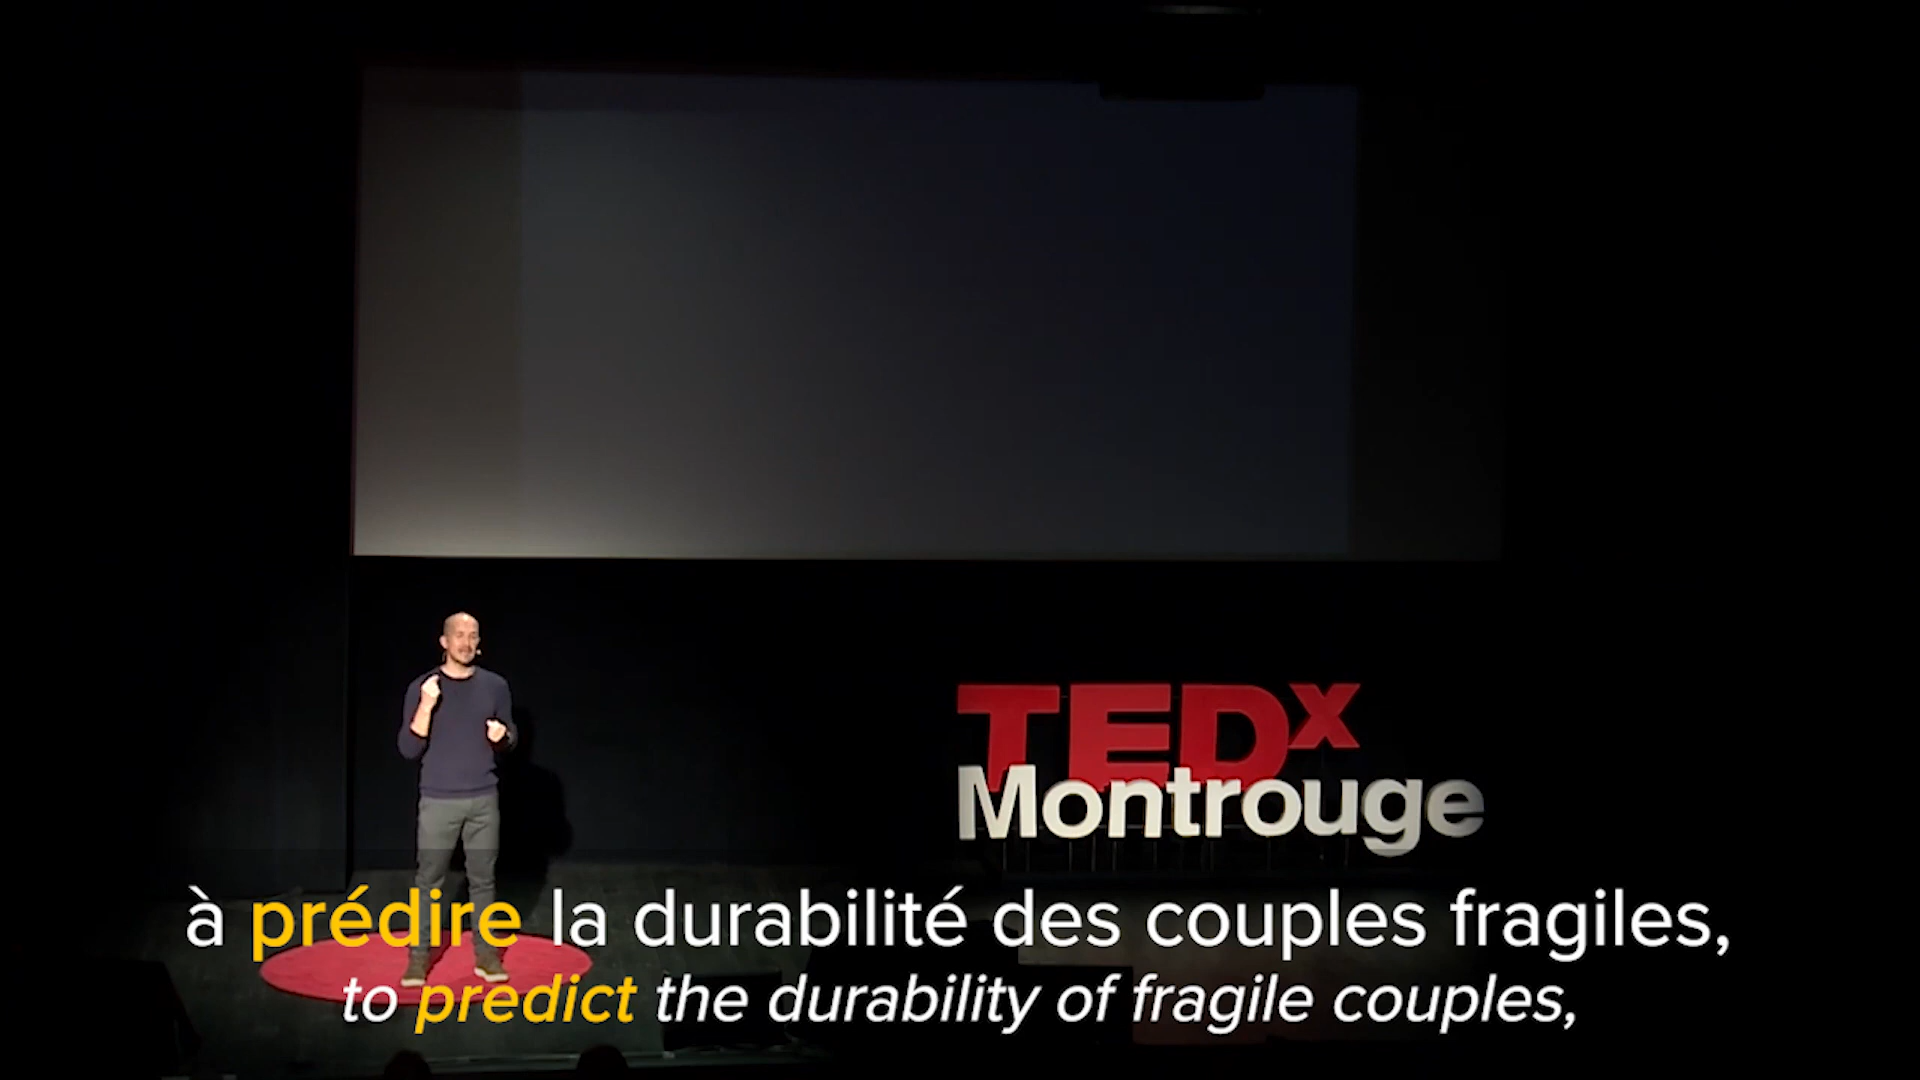 TEDx
Montrouge
à prédire la durabilité des couples fragiles,
to predict the durability of fragile couples,